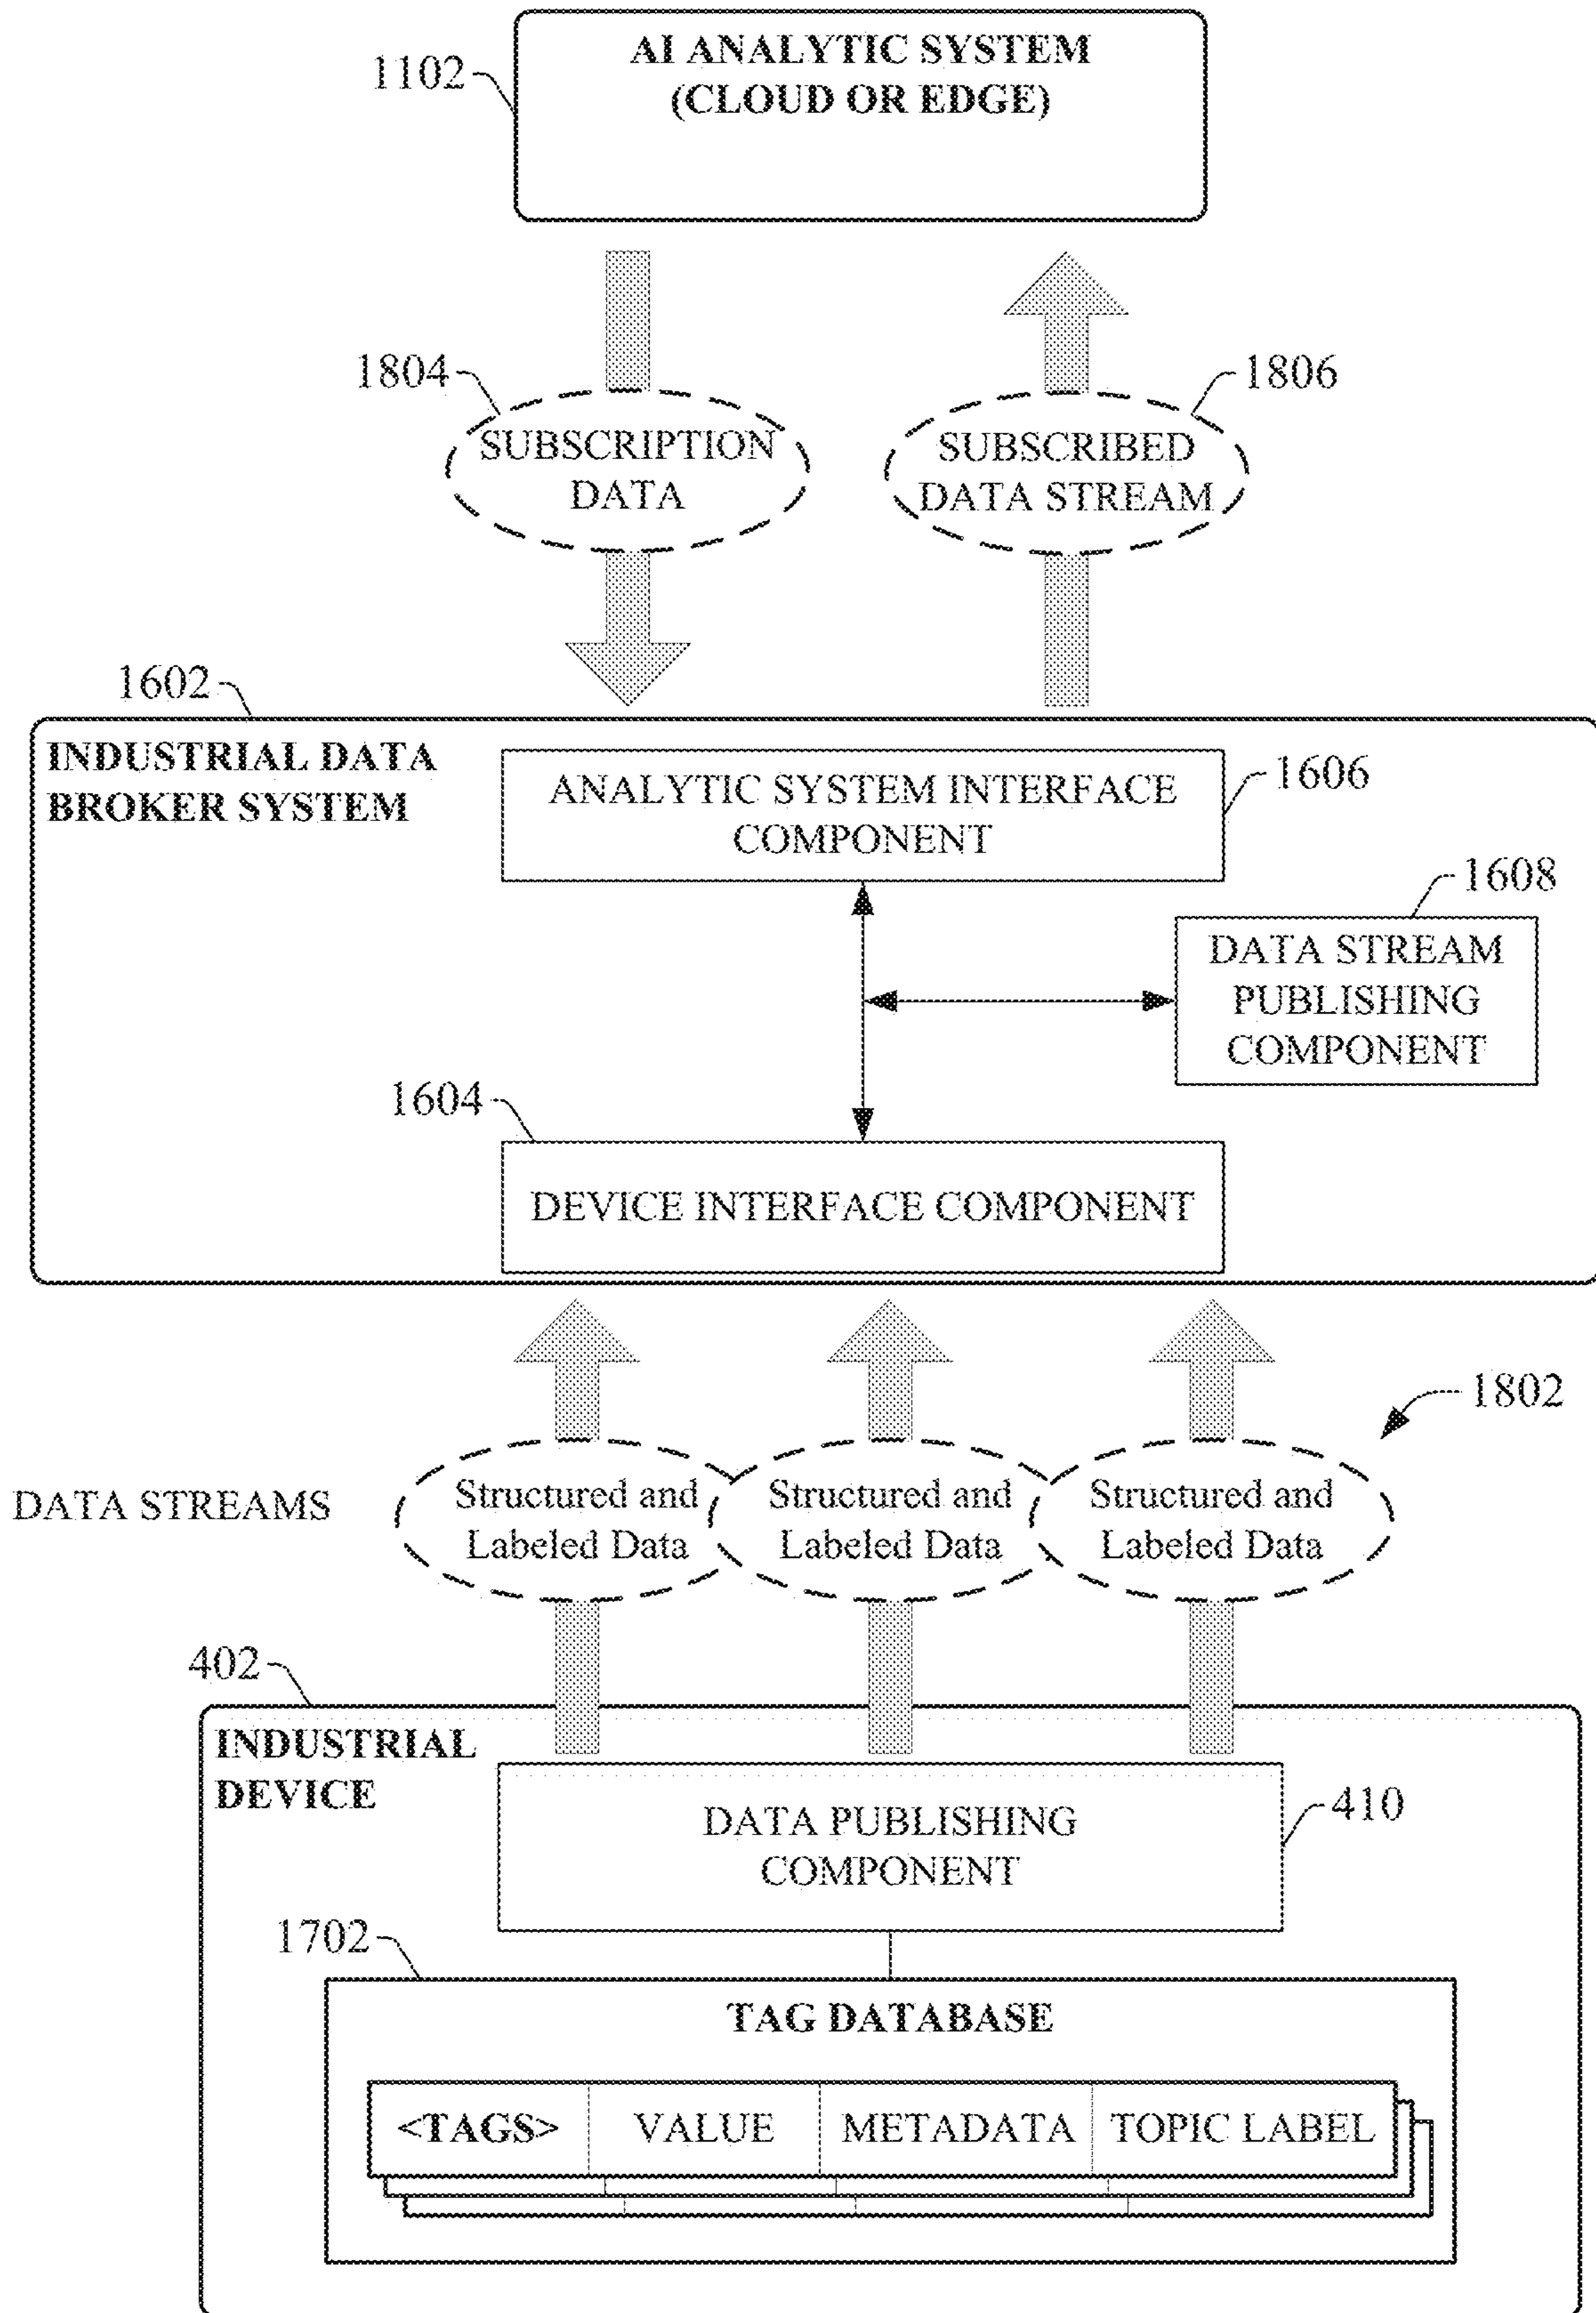 AI ANALYTIC SYSTEM
(CLOUD OR EDGE)
1102
1804
SUBSCRIPTION
DATA
1806
SUBSCRIBED
DATA STREAM
1602
INDUSTRIAL DATA
BROKER SYSTEM
ANALYTIC SYSTEM INTERFACE
COMPONENT
1606
1608
DATA STREAM
PUBLISHING
COMPONENT
1604
DEVICE INTERFACE COMPONENT
1802
DATA STREAMS
Structured and
Labeled Data
Structured and
Labeled Data
Structured and
Labeled Data
402
INDUSTRIAL
DEVICE
DATA PUBLISHING
COMPONENT
410
1702
TAG DATABASE
<TAGS>
VALUE
METADATA
TOPIC LABEL